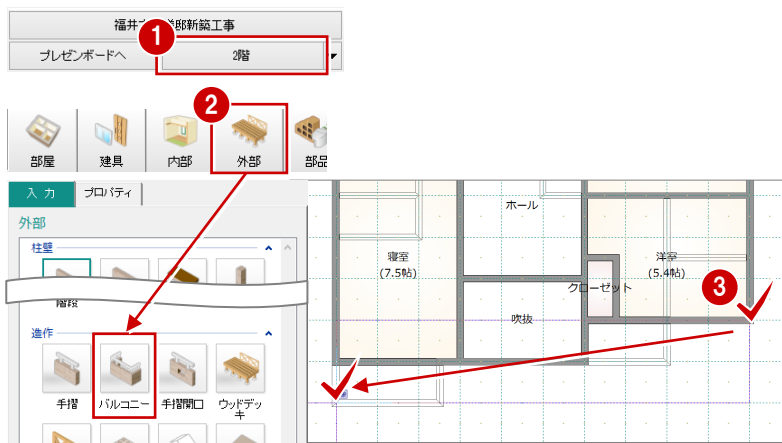 福井
邸新築工事
1
プレゼンボードへ
2階
2
部屋
建具
内部
外部
部品
入力
プロパティ
外部
柱壁
階段
造作
手摺
バルコニー
手摺開口
ウッドデッキ
ホール
寝室
(7.5帖)
洋室
(5.4帖)
クローゼット
吹抜
3